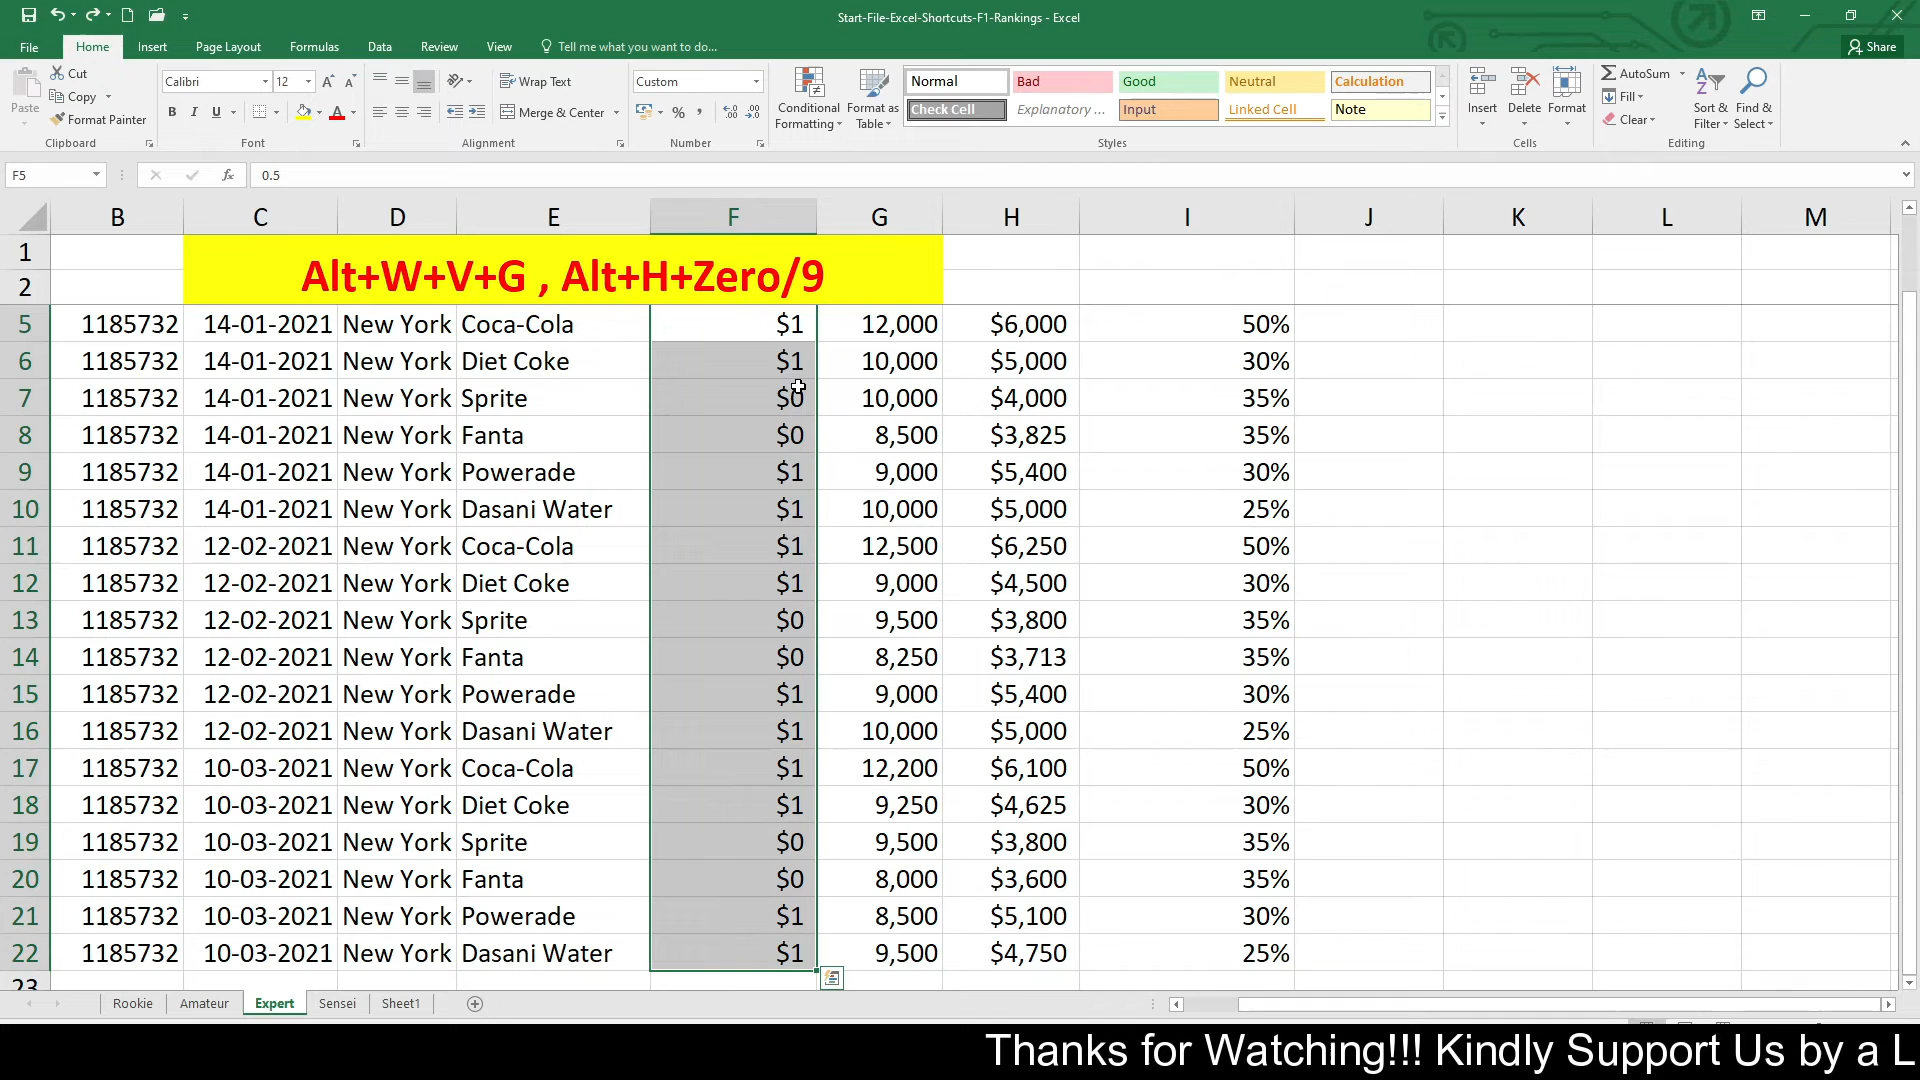 Start-File-Excel-Shortcuts-F1-Rankings - Excel
File Home Insert Page Layout Formulas Data Review View Tell me what you want to do... Share
Paste Cut Copy Format Painter Clipboard
Calibri 12 Font
Wrap Text Merge & Center Alignment
Custom Number
Conditional Formatting Format as Table
Normal Bad Good Neutral Calculation
Check Cell Explanatory ... Input Linked Cell Note
Styles
Insert Delete Format Cells
AutoSum Fill Clear Sort & Filter Find & Select Editing
F5 fx 0.5
B C D E F G H I J K L M
1
Alt+W+V+G , Alt+H+Zero/9
2
5 1185732 14-01-2021 New York Coca-Cola $1 12,000 $6,000 50%
6 1185732 14-01-2021 New York Diet Coke $1 10,000 $5,000 30%
7 1185732 14-01-2021 New York Sprite $0 10,000 $4,000 35%
8 1185732 14-01-2021 New York Fanta $0 8,500 $3,825 35%
9 1185732 14-01-2021 New York Powerade $1 9,000 $5,400 30%
10 1185732 14-01-2021 New York Dasani Water $1 10,000 $5,000 25%
11 1185732 12-02-2021 New York Coca-Cola $1 12,500 $6,250 50%
12 1185732 12-02-2021 New York Diet Coke $1 9,000 $4,500 30%
13 1185732 12-02-2021 New York Sprite $0 9,500 $3,800 35%
14 1185732 12-02-2021 New York Fanta $0 8,250 $3,713 35%
15 1185732 12-02-2021 New York Powerade $1 9,000 $5,400 30%
16 1185732 12-02-2021 New York Dasani Water $1 10,000 $5,000 25%
17 1185732 10-03-2021 New York Coca-Cola $1 12,200 $6,100 50%
18 1185732 10-03-2021 New York Diet Coke $1 9,250 $4,625 30%
19 1185732 10-03-2021 New York Sprite $0 9,500 $3,800 35%
20 1185732 10-03-2021 New York Fanta $0 8,000 $3,600 35%
21 1185732 10-03-2021 New York Powerade $1 8,500 $5,100 30%
22 1185732 10-03-2021 New York Dasani Water $1 9,500 $4,750 25%
23
Rookie Amateur Expert Sensei Sheet1
Thanks for Watching!!! Kindly Support Us by a L